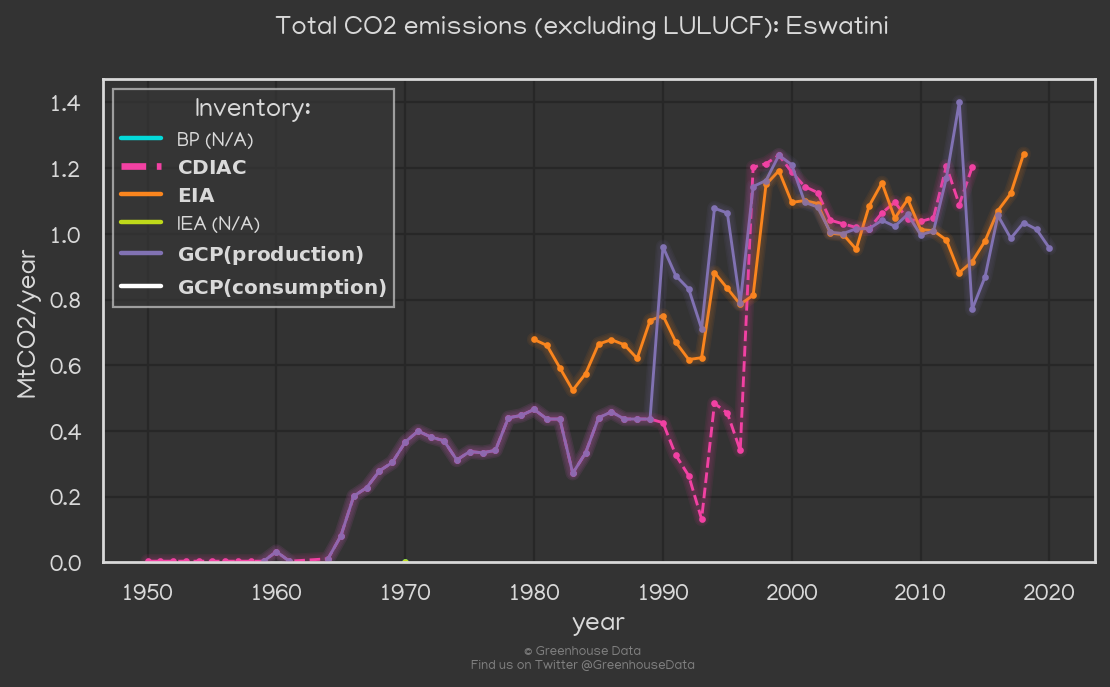 Total CO2 emissions (excluding LULUCF): Eswatini
Inventory:
BP (N/A)
CDIAC
EIA
IEA (N/A)
GCP(production)
GCP(consumption)
MtCO2/year
1.4
1.2
1.0
0.8
0.6
0.4
0.2
0.0
1950 1960 1970 1980 1990 2000 2010 2020
year
© Greenhouse Data
Find us on Twitter @GreenhouseData